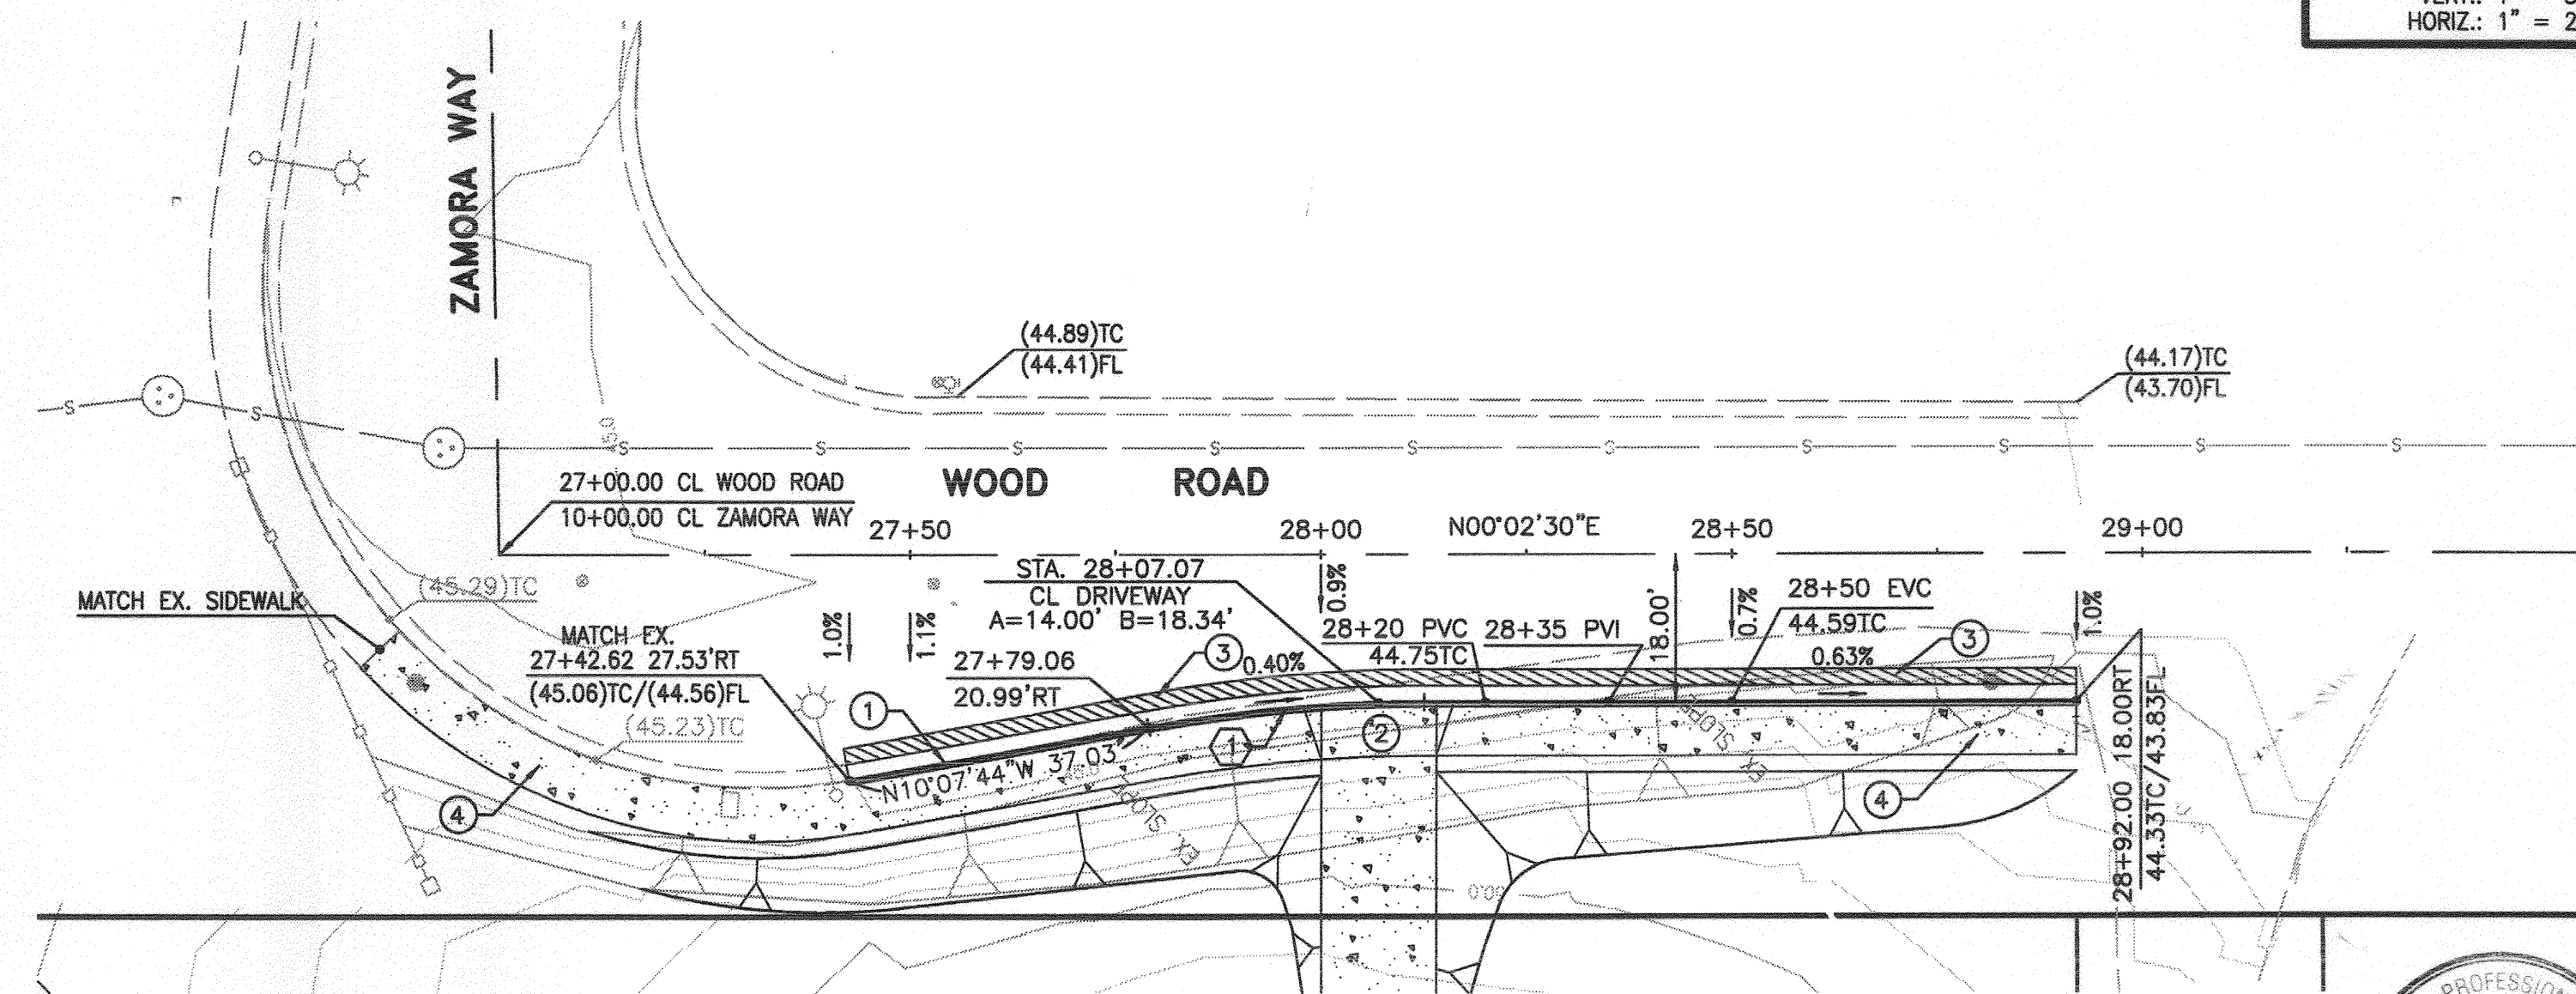 HORIZ.: 1" = 2
ZAMORA WAY
(44.89)TC
(44.41)FL
(44.17)TC
(43.70)FL
S
S
S
S
S
S
S
S
S
S
S
S
27+00.00 CL WOOD ROAD
10+00.00 CL ZAMORA WAY
WOOD ROAD
27+50
28+00
N00°02'30"E
28+50
29+00
MATCH EX. SIDEWALK
(45.29)TC
STA. 28+07.07
CL DRIVEWAY
A=14.00' B=18.34'
0.9%
18.00'
0.7%
28+50 EVC
44.59TC
1.0%
MATCH EX.
27+42.62 27.53'RT
(45.06)TC/(44.56)FL
(45.23)TC
1.0%
1.1%
27+79.06
20.99'RT
3
0.40%
28+20 PVC
44.75TC
28+35 PVI
0.63%
3
1
N10°07'44"W 37.03'
1
2
EX. SLOPE
EX. SLOPE
4
4
28+92.00 18.00RT
44.33TC/43.83FL
PROFESSION